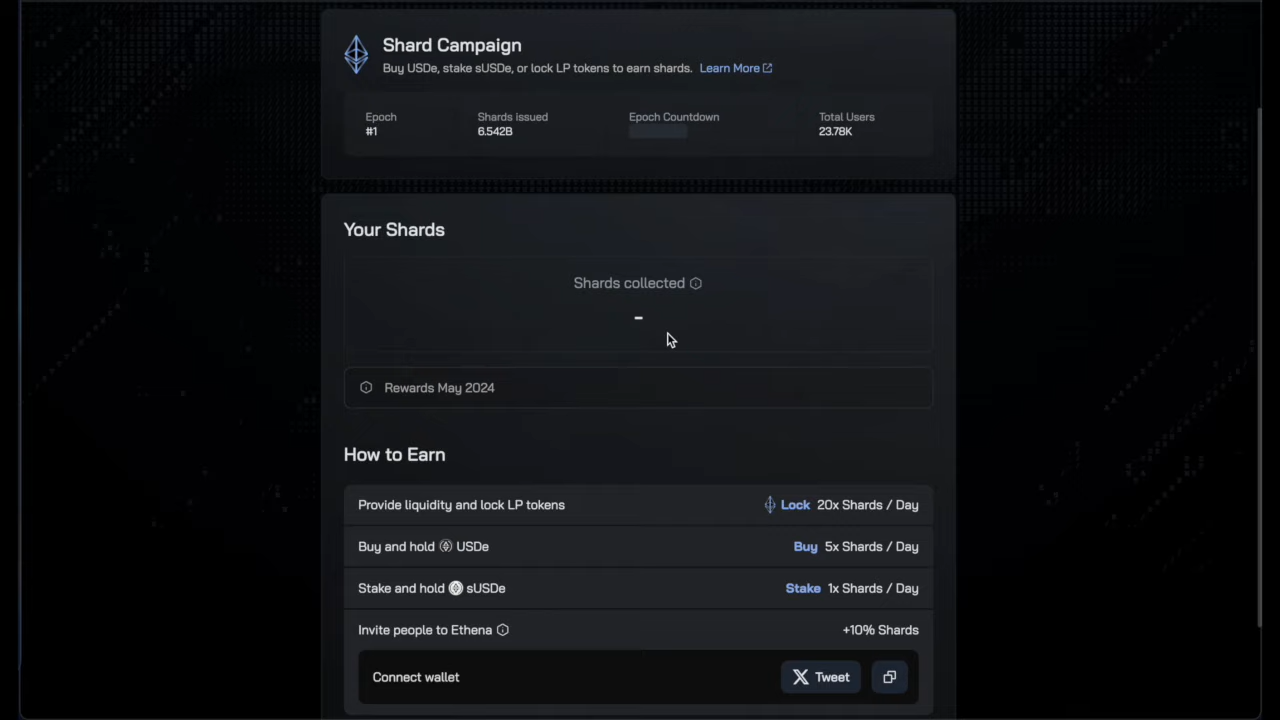 Shard Campaign
Buy USDe, stake sUSDe, or lock LP tokens to earn shards. Learn More
Epoch Shards issued Epoch Countdown Total Users
#1 6.542B 23.78K
Your Shards
Shards collected
-
Rewards May 2024
How to Earn
Provide liquidity and lock LP tokens Lock 20x Shards / Day
Buy and hold USDe Buy 5x Shards / Day
Stake and hold sUSDe Stake 1x Shards / Day
Invite people to Ethena +10% Shards
Connect wallet Tweet